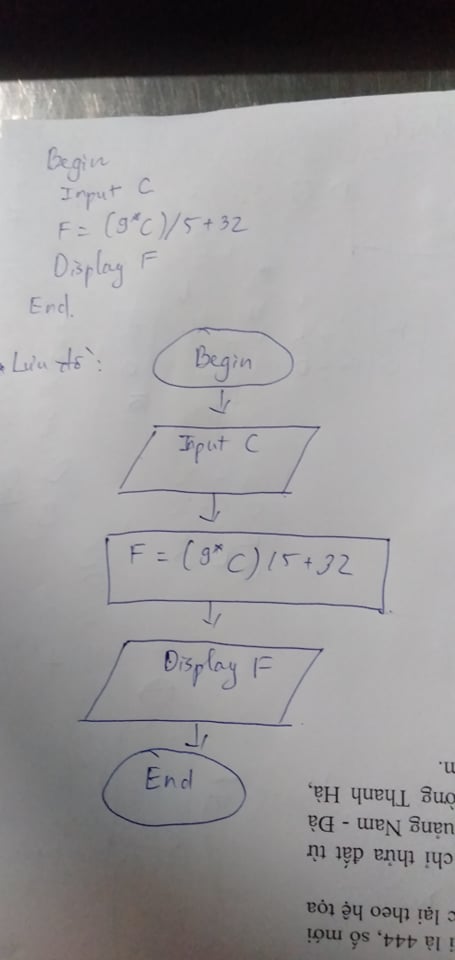 Begin
Input C
F = (9*C)/5+32
Display F
End.
* Lưu đồ:
Begin
Input C
F = (9*C)/5+32
Display F
End
i là 444, số mới
c lại theo hệ tọa
chỉ thửa đất từ
uảng Nam - Đà
ờng Thanh Hà,